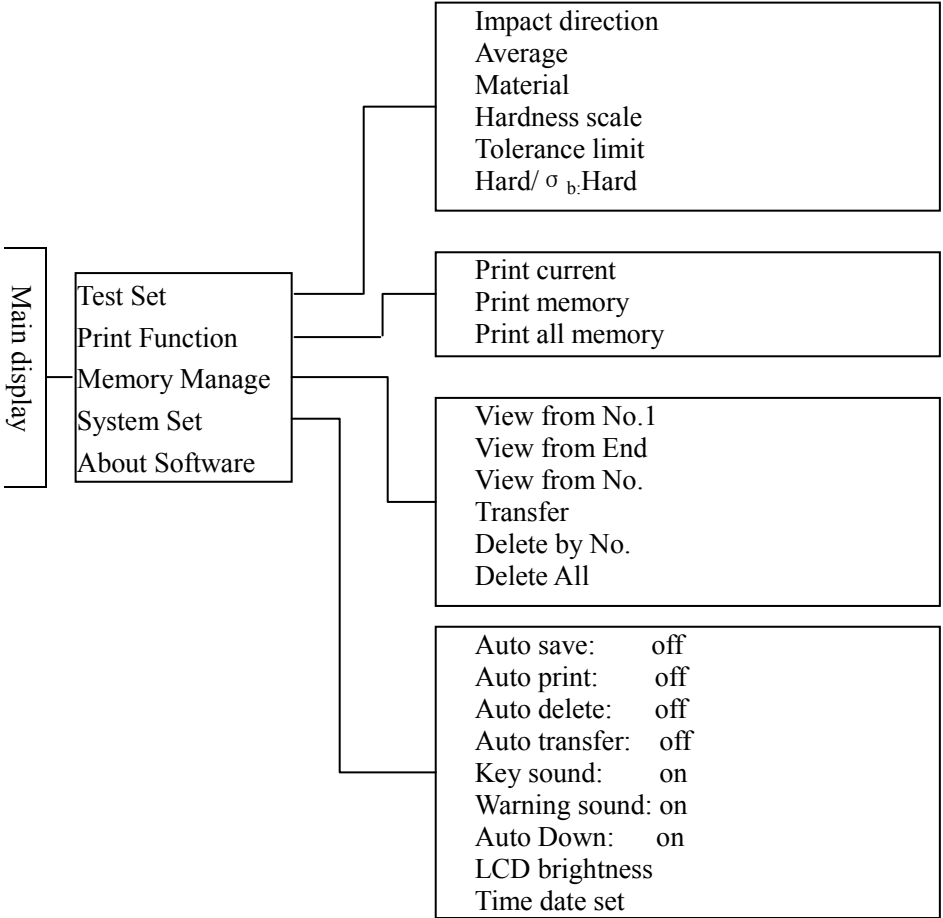 Main display
Test Set
Print Function
Memory Manage
System Set
About Software
Impact direction
Average
Material
Hardness scale
Tolerance limit
Hard/ σ b:Hard
Print current
Print memory
Print all memory
View from No.1
View from End
View from No.
Transfer
Delete by No.
Delete All
Auto save: off
Auto print: off
Auto delete: off
Auto transfer: off
Key sound: on
Warning sound: on
Auto Down: on
LCD brightness
Time date set